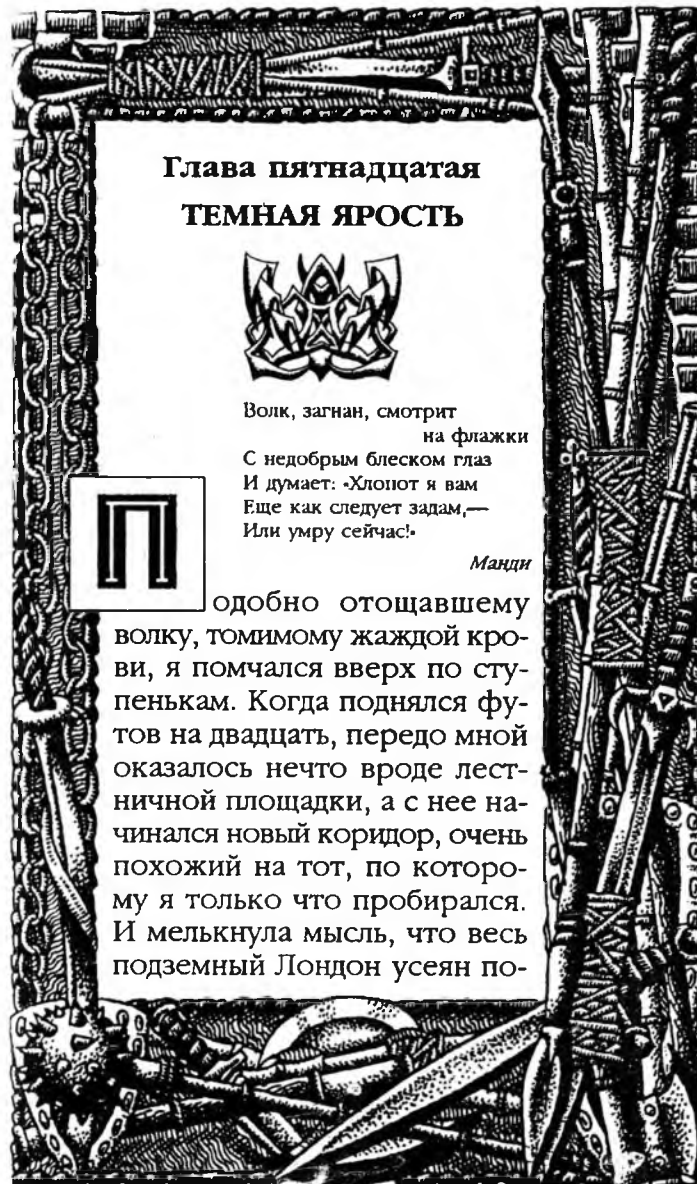 Глава пятнадцатая
ТЕМНАЯ ЯРОСТЬ
Волк, загнан, смотрит
на флажки
С недобрым блеском глаз
И думает: «Хлопот я вам
Еще как следует задам,—
Или умру сейчас!»
Манди
Подобно отощавшему
волку, томимому жаждой кро-
ви, я помчался вверх по сту-
пенькам. Когда поднялся фу-
тов на двадцать, передо мной
оказалось нечто вроде лест-
ничной площадки, а с нее на-
чинался новый коридор, очень
похожий на тот, по которо-
му я только что пробирался.
И мелькнула мысль, что весь
подземный Лондон усеян по-